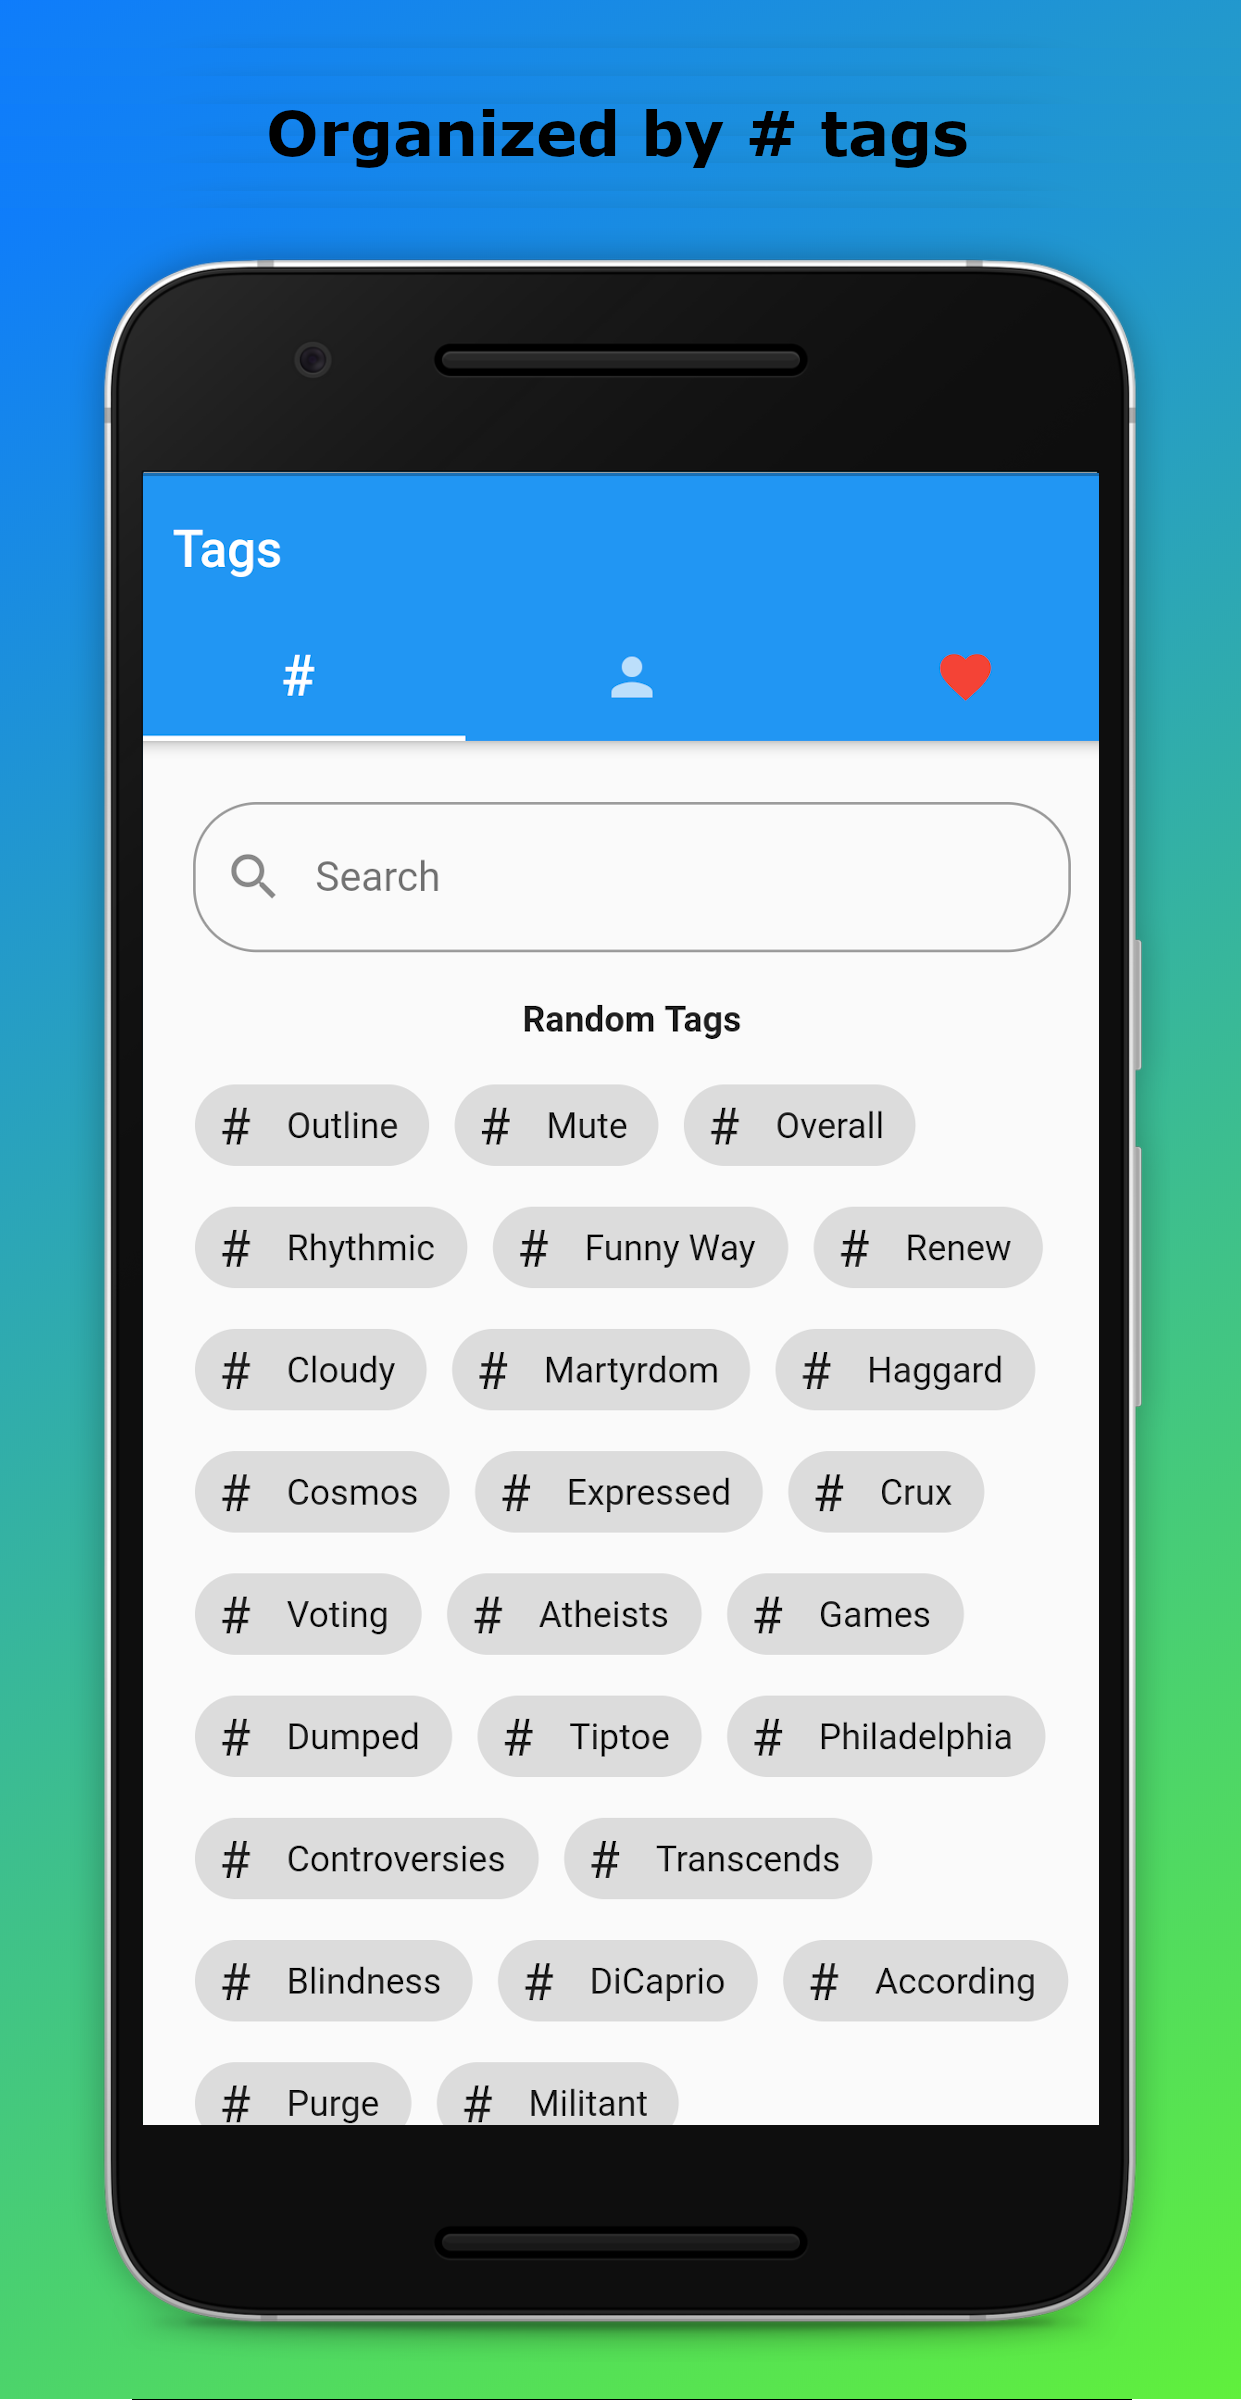 Organized by # tags
Tags
#
Search
Random Tags
# Outline # Mute # Overall
# Rhythmic # Funny Way # Renew
# Cloudy # Martyrdom # Haggard
# Cosmos # Expressed # Crux
# Voting # Atheists # Games
# Dumped # Tiptoe # Philadelphia
# Controversies # Transcends
# Blindness # DiCaprio # According
# Purge # Militant